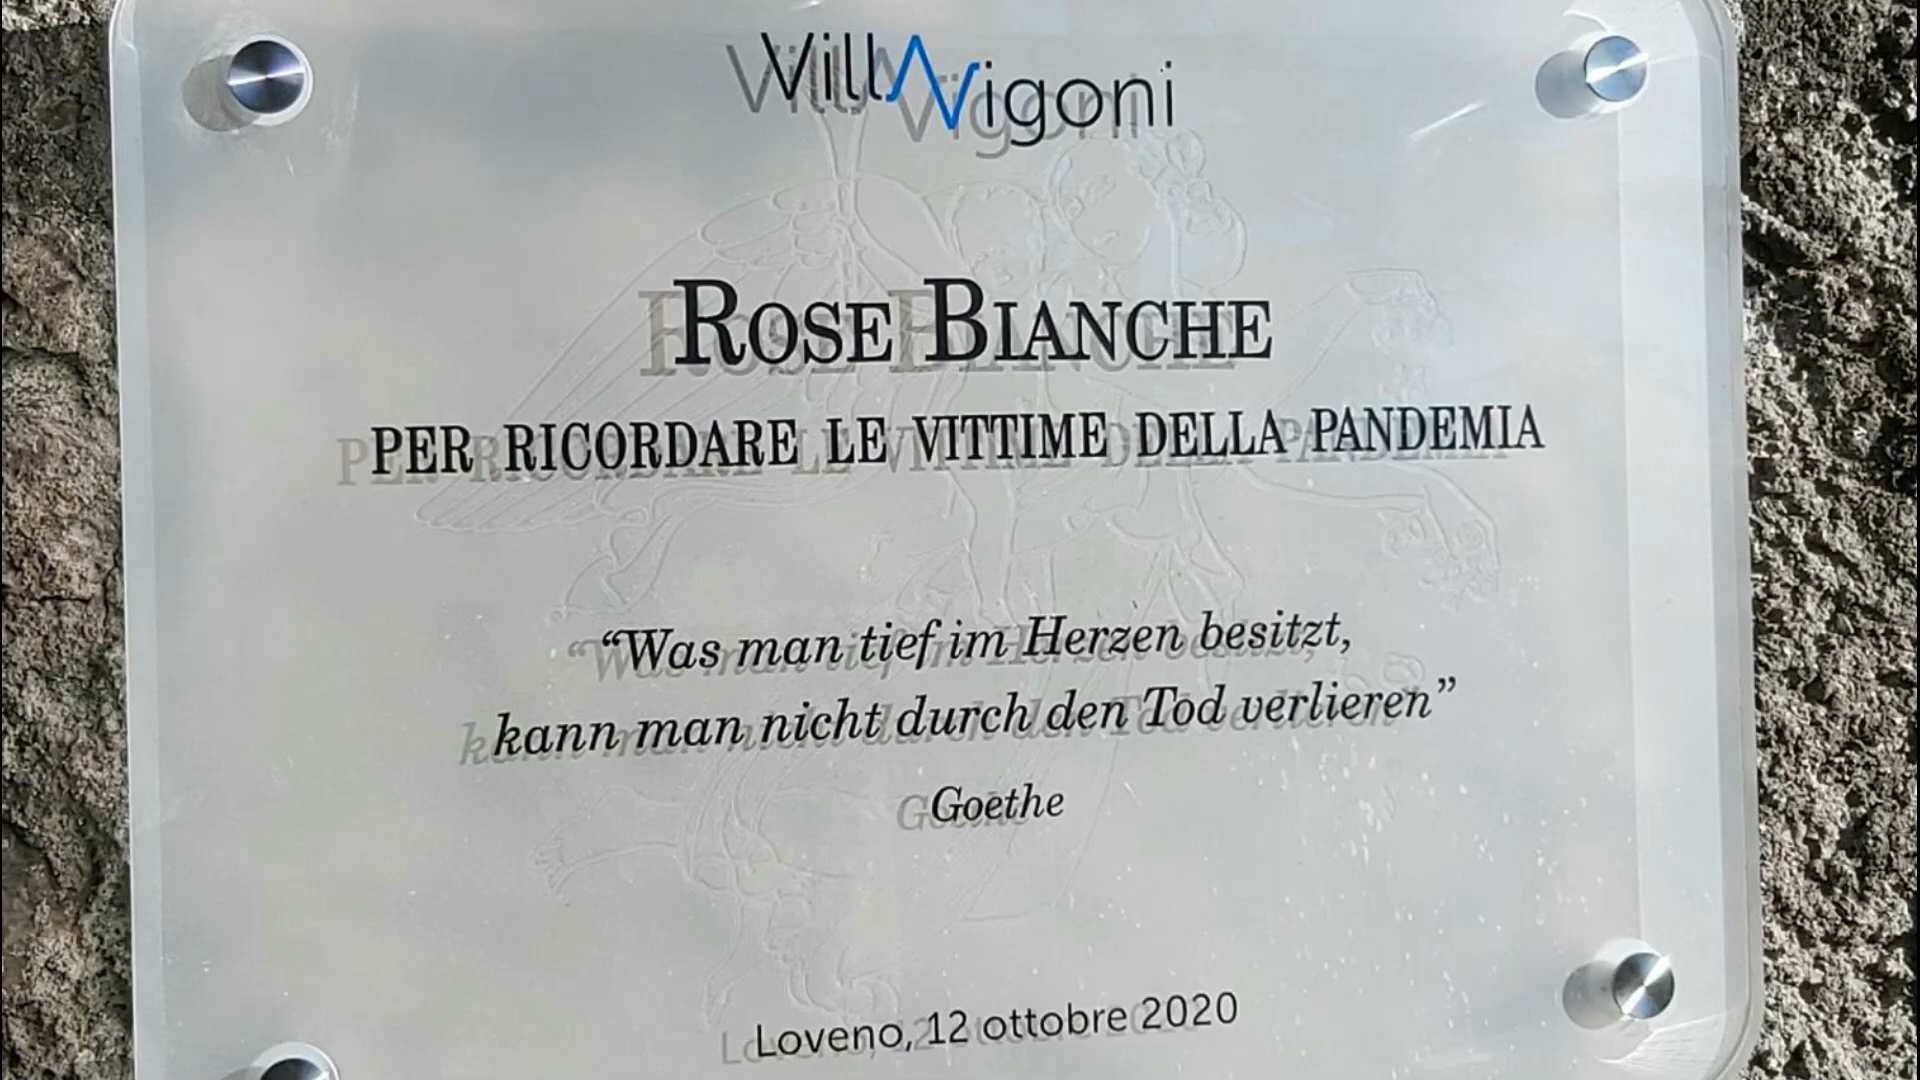 VillaVigoni
ROSE BIANCHE
PER RICORDARE LE VITTIME DELLA PANDEMIA
“Was man tief im Herzen besitzt,
kann man nicht durch den Tod verlieren”
Goethe
Loveno, 12 ottobre 2020